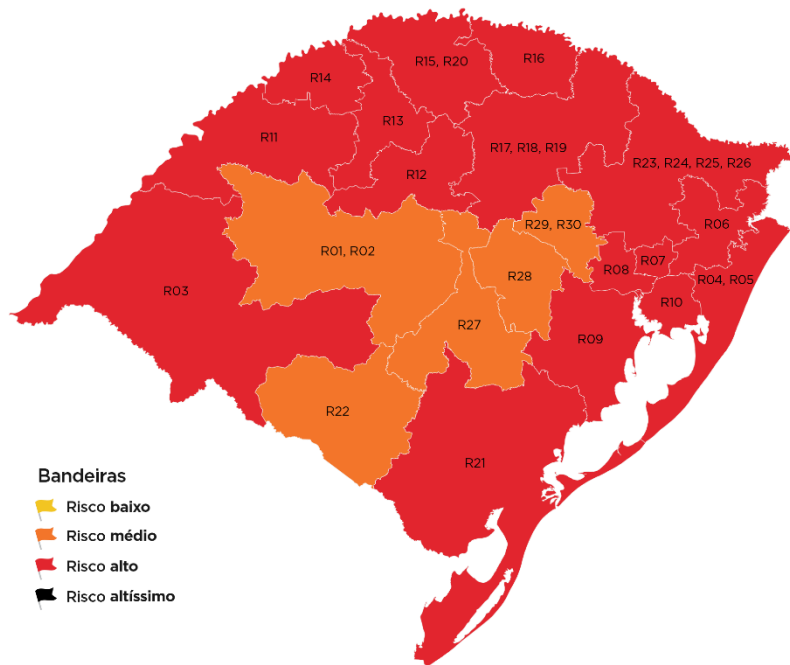 R15, R20
R16
R14
R13
R11
R17, R18, R19
R23, R24, R25, R26
R12
R06
R29, R30
R01, R02
R07
R08
R28
R04, R05
R03
R10
R27
R09
R22
R21
Bandeiras
Risco baixo
Risco médio
Risco alto
Risco altíssimo